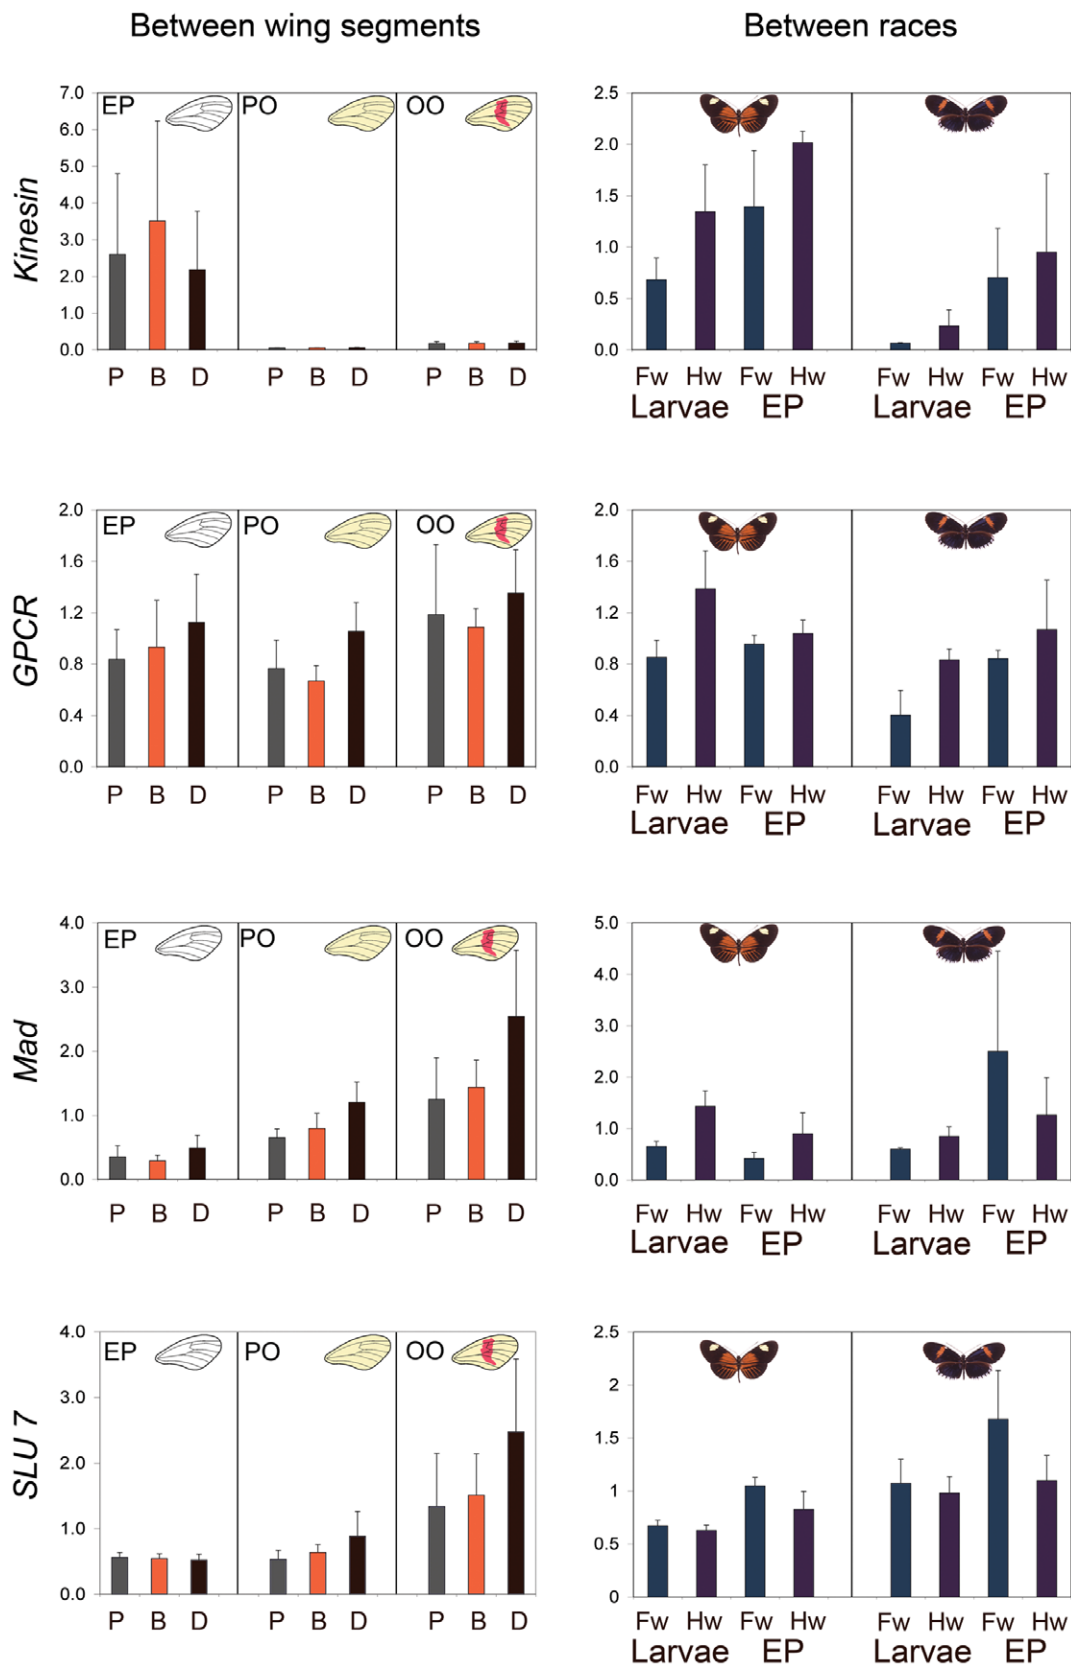 Between wing segments Between races
Kinesin
7.0 EP PO OO 2.5
6.0
5.0 2.0
4.0 1.5
3.0 1.0
2.0
1.0 0.5
0.0 0.0
P B D P B D P B D Fw Hw Fw Hw Fw Hw Fw Hw
Larvae EP Larvae EP
GPCR
2.0 EP PO OO 2.0
1.6 1.6
1.2 1.2
0.8 0.8
0.4 0.4
0.0 0.0
P B D P B D P B D Fw Hw Fw Hw Fw Hw Fw Hw
Larvae EP Larvae EP
Mad
4.0 EP PO OO 5.0
3.0 4.0
2.0 3.0
1.0 2.0
0.0 1.0
0.0
P B D P B D P B D Fw Hw Fw Hw Fw Hw Fw Hw
Larvae EP Larvae EP
SLU 7
4.0 EP PO OO 2.5
3.0 2
2.0 1.5
1.0 1
0.0 0.5
0
P B D P B D P B D Fw Hw Fw Hw Fw Hw Fw Hw
Larvae EP Larvae EP